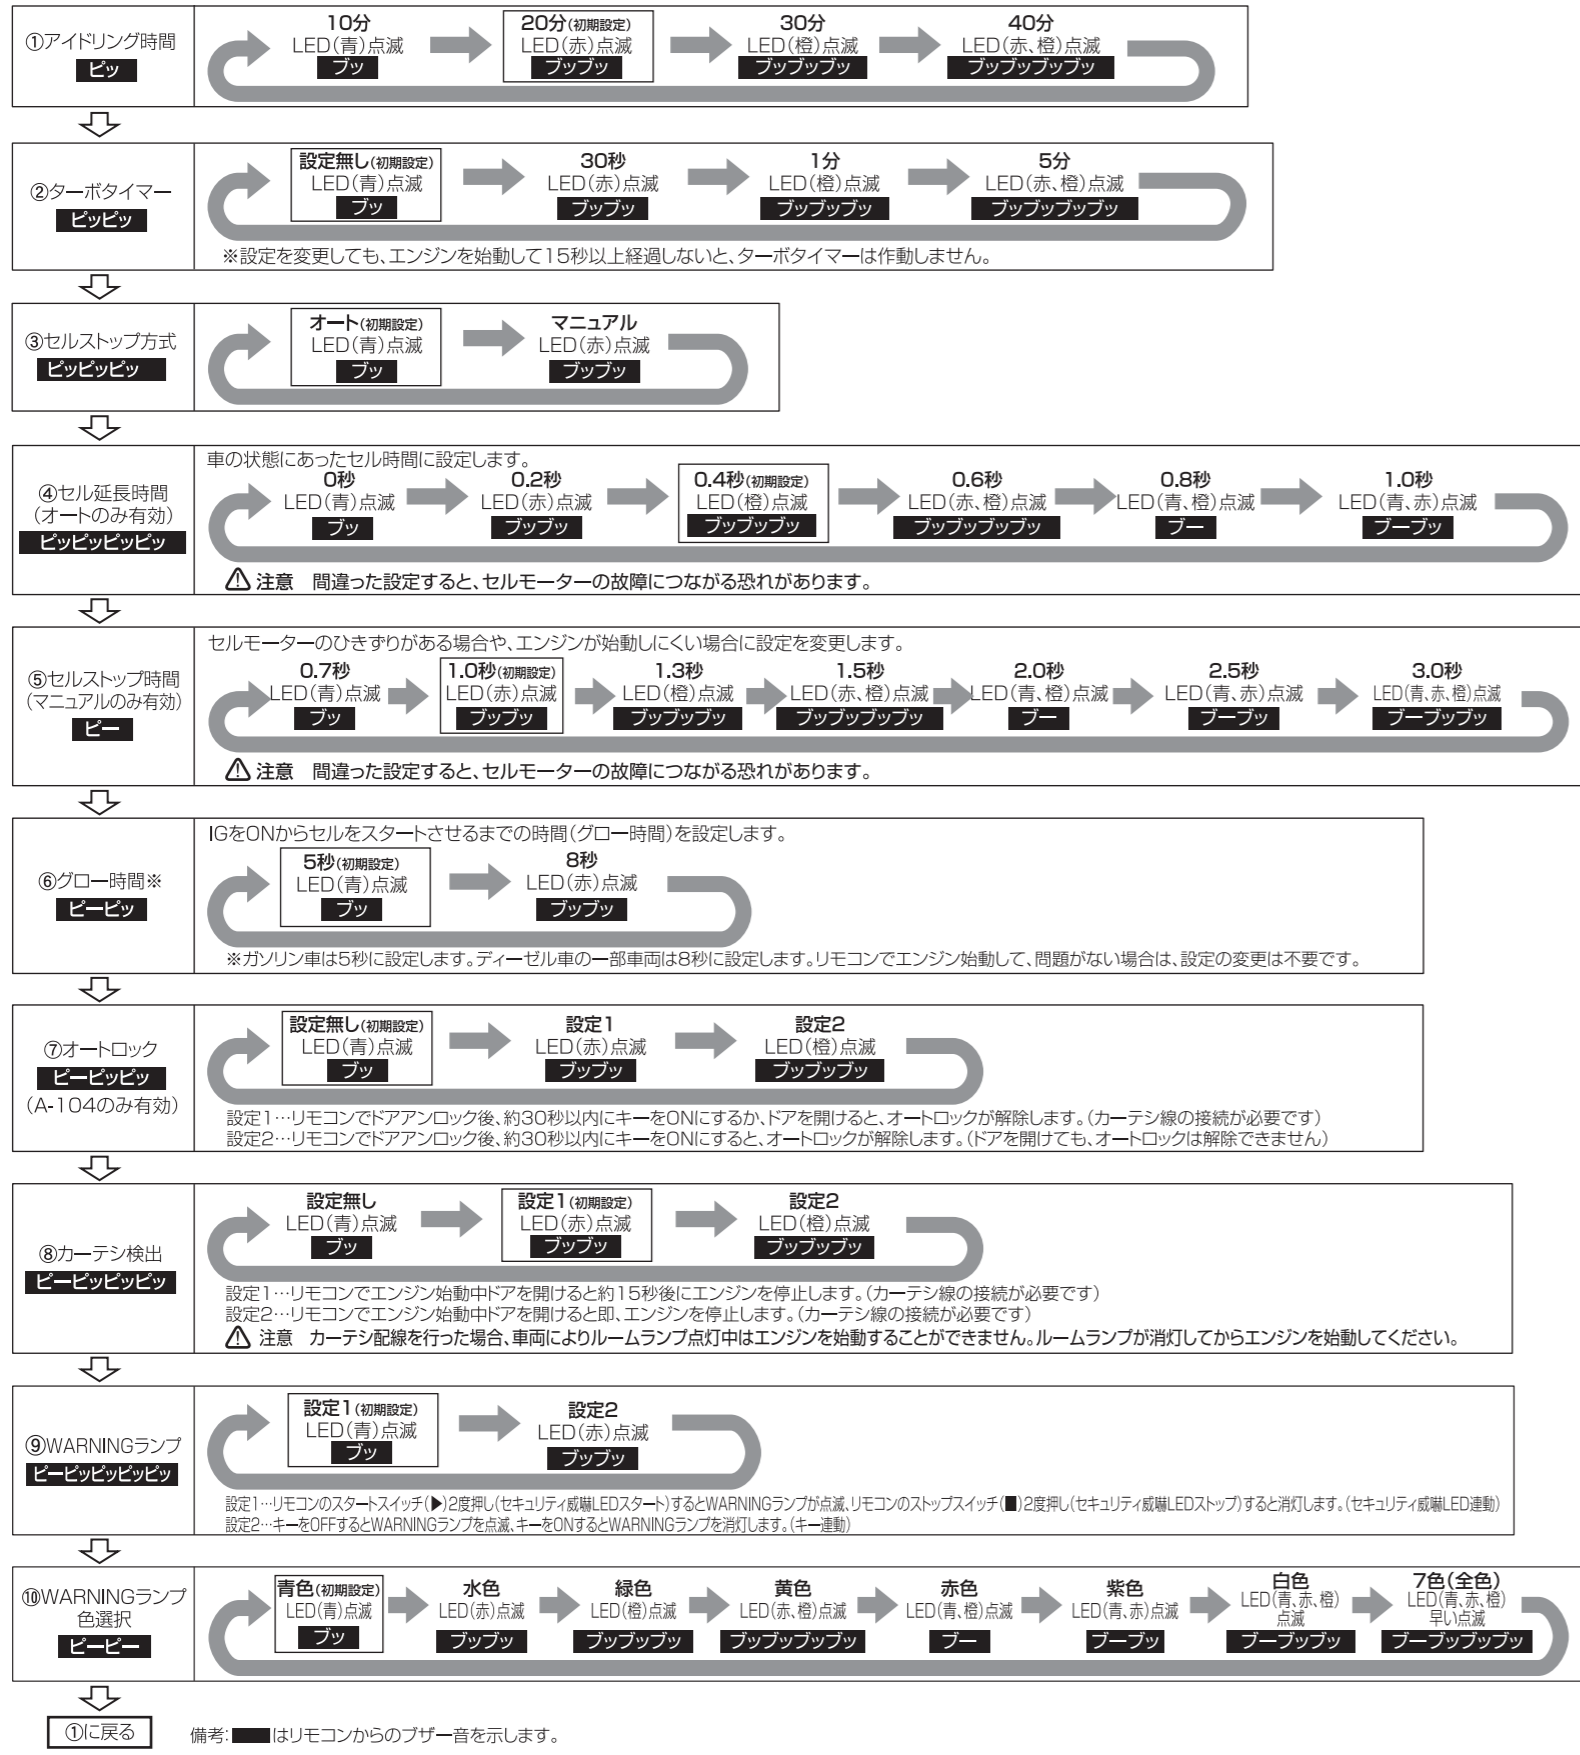 ①アイドリング時間
ピッ
10分 20分(初期設定) 30分 40分
LED(青)点滅 LED(赤)点滅 LED(橙)点滅 LED(赤、橙)点滅
ブッ ブッブッ ブッブッブッ ブッブッブッブッ
②ターボタイマー
ピッピッ
設定無し(初期設定) 30秒 1分 5分
LED(青)点滅 LED(赤)点滅 LED(橙)点滅 LED(赤、橙)点滅
ブッ ブッブッ ブッブッブッ ブッブッブッブッ
※設定を変更しても、エンジンを始動して15秒以上経過しないと、ターボタイマーは作動しません。
③セルストップ方式
ピッピッピッ
オート(初期設定) マニュアル
LED(青)点滅 LED(赤)点滅
ブッ ブッブッ
④セル延長時間
(オートのみ有効)
ピッピッピッピッ
車の状態にあったセル時間に設定します。
0秒 0.2秒 0.4秒(初期設定) 0.6秒 0.8秒 1.0秒
LED(青)点滅 LED(赤)点滅 LED(橙)点滅 LED(赤、橙)点滅 LED(青、橙)点滅 LED(青、赤)点滅
ブッ ブッブッ ブッブッブッ ブッブッブッブッ ブー ブーブッ
⚠ 注意 間違った設定すると、セルモーターの故障につながる恐れがあります。
⑤セルストップ時間
(マニュアルのみ有効)
ピー
セルモーターのひきずりがある場合や、エンジンが始動しにくい場合に設定を変更します。
0.7秒 1.0秒(初期設定) 1.3秒 1.5秒 2.0秒 2.5秒 3.0秒
LED(青)点滅 LED(赤)点滅 LED(橙)点滅 LED(赤、橙)点滅 LED(青、橙)点滅 LED(青、赤)点滅 LED(青、赤、橙)点滅
ブッ ブッブッ ブッブッブッ ブッブッブッブッ ブー ブーブッ ブーブッブッ
⚠ 注意 間違った設定すると、セルモーターの故障につながる恐れがあります。
⑥グロー時間※
ピーピッ
IGをONからセルをスタートさせるまでの時間(グロー時間)を設定します。
5秒(初期設定) 8秒
LED(青)点滅 LED(赤)点滅
ブッ ブッブッ
※ガソリン車は5秒に設定します。ディーゼル車の一部車両は8秒に設定します。リモコンでエンジン始動して、問題がない場合は、設定の変更は不要です。
⑦オートロック
ピーピッピッ
(A-104のみ有効)
設定無し(初期設定) 設定1 設定2
LED(青)点滅 LED(赤)点滅 LED(橙)点滅
ブッ ブッブッ ブッブッブッ
設定1…リモコンでドアアンロック後、約30秒以内にキーをONにするか、ドアを開けると、オートロックが解除します。(カーテシ線の接続が必要です)
設定2…リモコンでドアアンロック後、約30秒以内にキーをONにすると、オートロックが解除します。(ドアを開けても、オートロックは解除できません)
⑧カーテシ検出
ピーピッピッピッ
設定無し 設定1(初期設定) 設定2
LED(青)点滅 LED(赤)点滅 LED(橙)点滅
ブッ ブッブッ ブッブッブッ
設定1…リモコンでエンジン始動中ドアを開けると約15秒後にエンジンを停止します。(カーテシ線の接続が必要です)
設定2…リモコンでエンジン始動中ドアを開けると即、エンジンを停止します。(カーテシ線の接続が必要です)
⚠ 注意 カーテシ配線を行った場合、車両によりルームランプ点灯中はエンジンを始動することができません。ルームランプが消灯してからエンジンを始動してください。
⑨WARNINGランプ
ピーピッピッピッピッ
設定1(初期設定) 設定2
LED(青)点滅 LED(赤)点滅
ブッ ブッブッ
設定1…リモコンのスタートスイッチ(▶)2度押し(セキュリティ威嚇LEDスタート)するとWARNINGランプが点滅、リモコンのストップスイッチ(■)2度押し(セキュリティ威嚇LEDストップ)すると消灯します。(セキュリティ威嚇LED連動)
設定2…キーをOFFするとWARNINGランプを点滅、キーをONするとWARNINGランプを消灯します。(キー連動)
⑩WARNINGランプ
色選択
ピーピー
青色(初期設定) 水色 緑色 黄色 赤色 紫色 白色 7色(全色)
LED(青)点滅 LED(赤)点滅 LED(橙)点滅 LED(赤、橙)点滅 LED(青、橙)点滅 LED(青、赤)点滅 LED(青、赤、橙) LED(青、赤、橙)
点滅 早い点滅
ブッ ブッブッ ブッブッブッ ブッブッブッブッ ブー ブーブッ ブーブッブッ ブーブッブッブッ
①に戻る
備考:■はリモコンからのブザー音を示します。